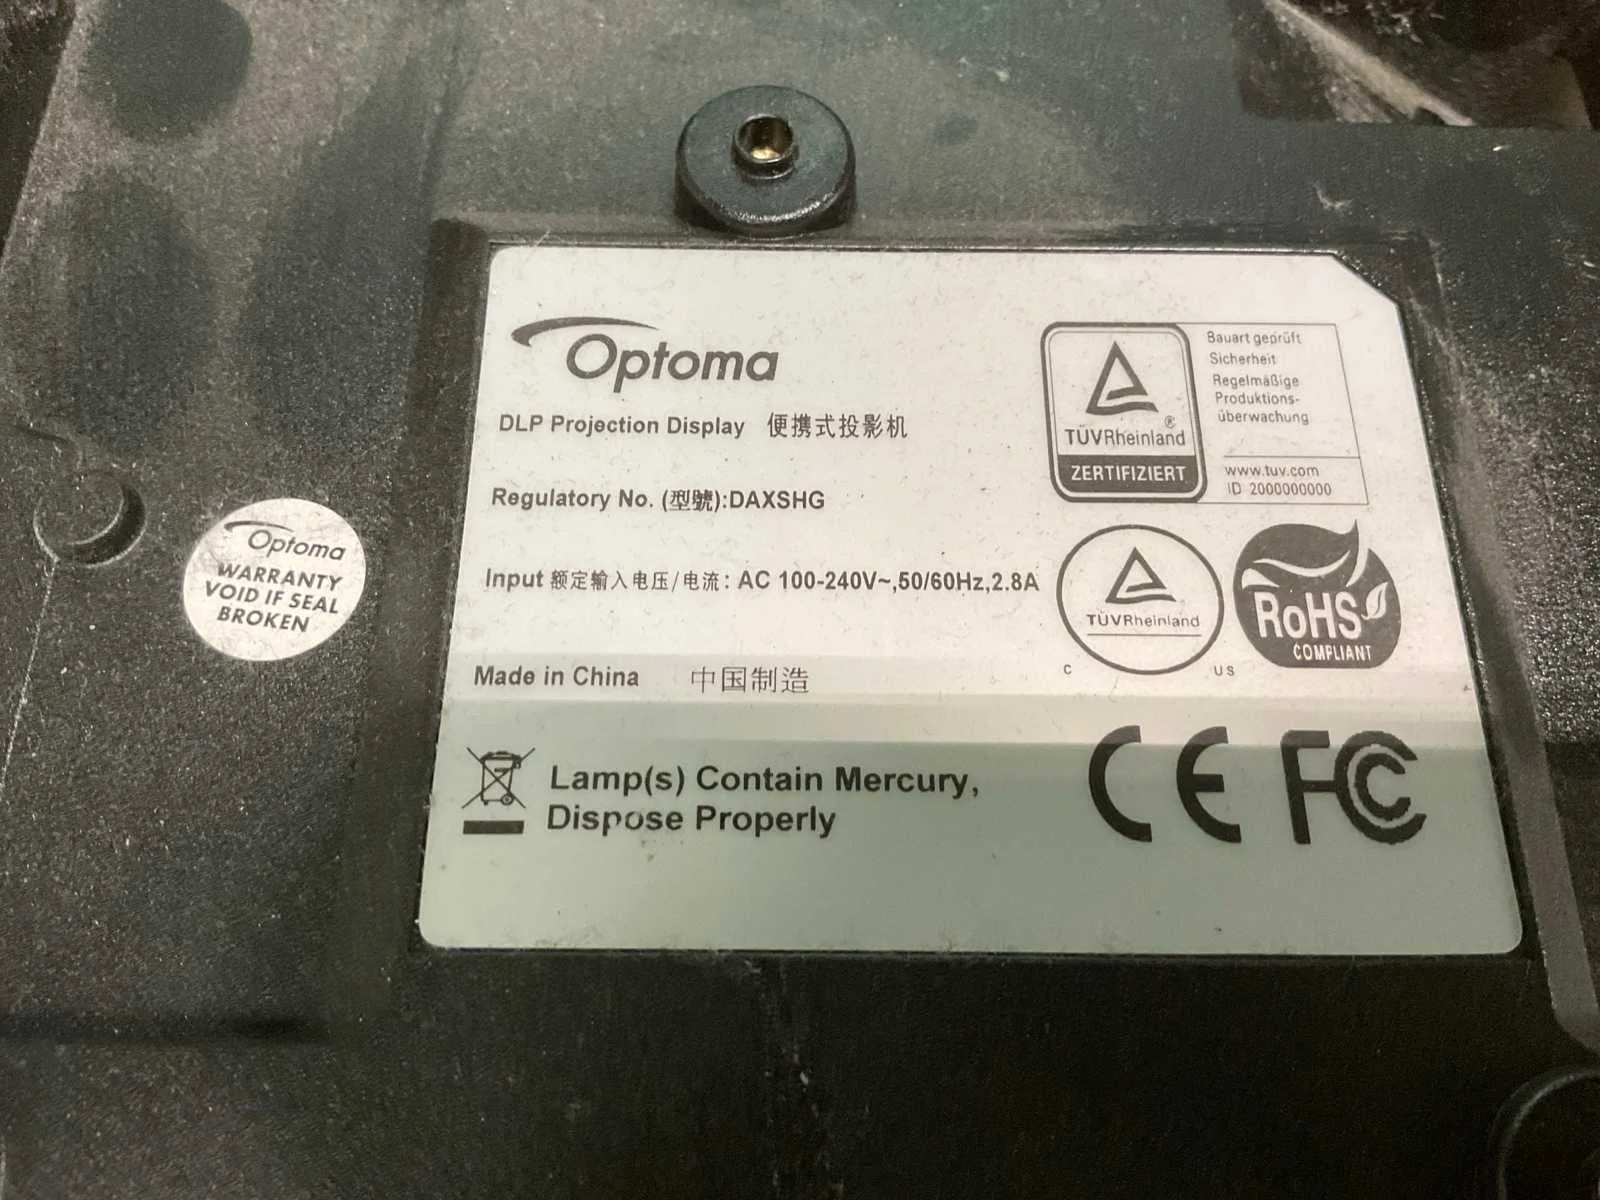 Optoma
DLP Projection Display 便携式投影机
Regulatory No. (型號):DAXSHG
Input 额定输入电压/电流: AC 100-240V~,50/60Hz,2.8A
Made in China 中国制造
Lamp(s) Contain Mercury,
Dispose Properly
TÜVRheinland®
ZERTIFIZIERT
Bauart geprüft
Sicherheit
Regelmäßige
Produktions-
überwachung
www.tuv.com
ID 2000000000
TÜVRheinland
C US
RoHS
COMPLIANT
CE FC
Optoma
WARRANTY
VOID IF SEAL
BROKEN